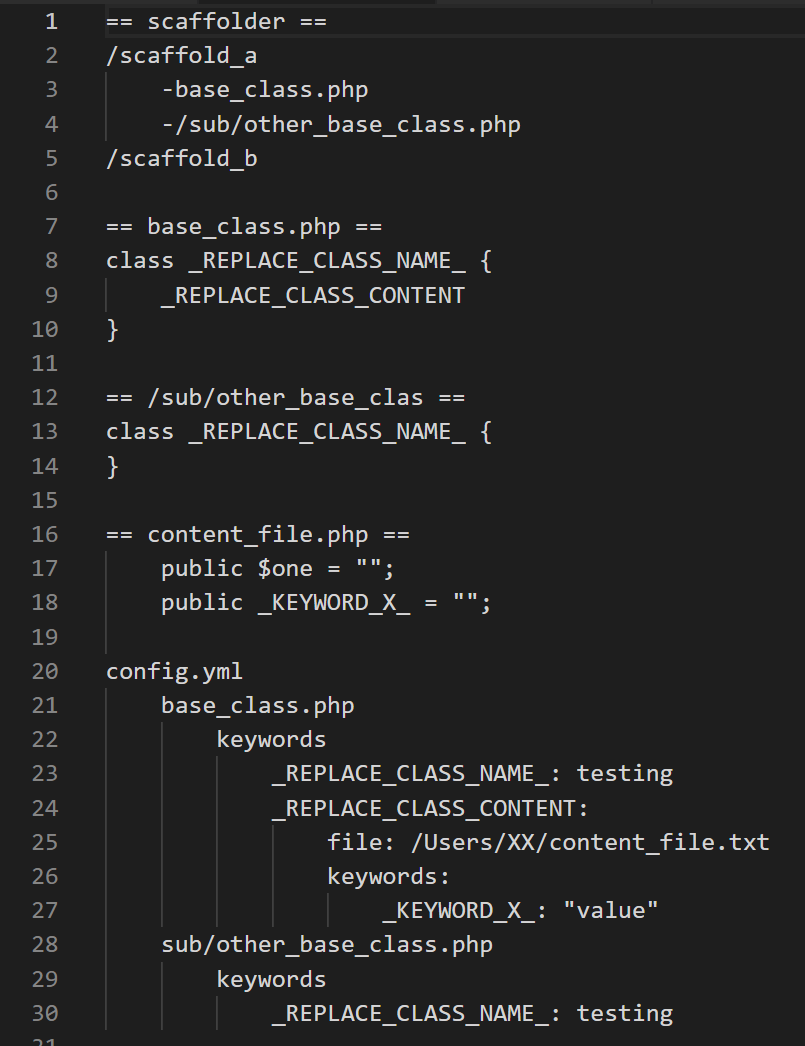 1 == scaffolder ==
2 /scaffold_a
3     -base_class.php
4     -/sub/other_base_class.php
5 /scaffold_b
6
7 == base_class.php ==
8 class _REPLACE_CLASS_NAME_ {
9     _REPLACE_CLASS_CONTENT
10 }
11
12 == /sub/other_base_clas ==
13 class _REPLACE_CLASS_NAME_ {
14 }
15
16 == content_file.php ==
17     public $one = "";
18     public _KEYWORD_X_ = "";
19
20 config.yml
21     base_class.php
22         keywords
23             _REPLACE_CLASS_NAME_: testing
24             _REPLACE_CLASS_CONTENT:
25                 file: /Users/XX/content_file.txt
26                 keywords:
27                     _KEYWORD_X_: "value"
28     sub/other_base_class.php
29         keywords
30             _REPLACE_CLASS_NAME_: testing